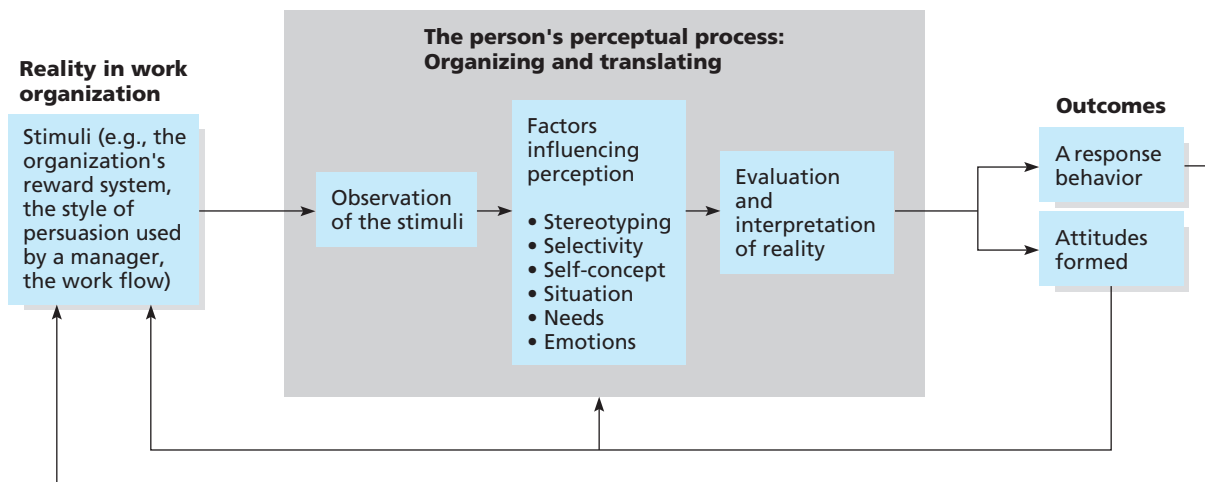 Reality in work
organization
Stimuli (e.g., the
organization's
reward system,
the style of
persuasion used
by a manager,
the work flow)
The person's perceptual process:
Organizing and translating
Observation
of the stimuli
Factors
influencing
perception
• Stereotyping
• Selectivity
• Self-concept
• Situation
• Needs
• Emotions
Evaluation
and
interpretation
of reality
Outcomes
A response
behavior
Attitudes
formed